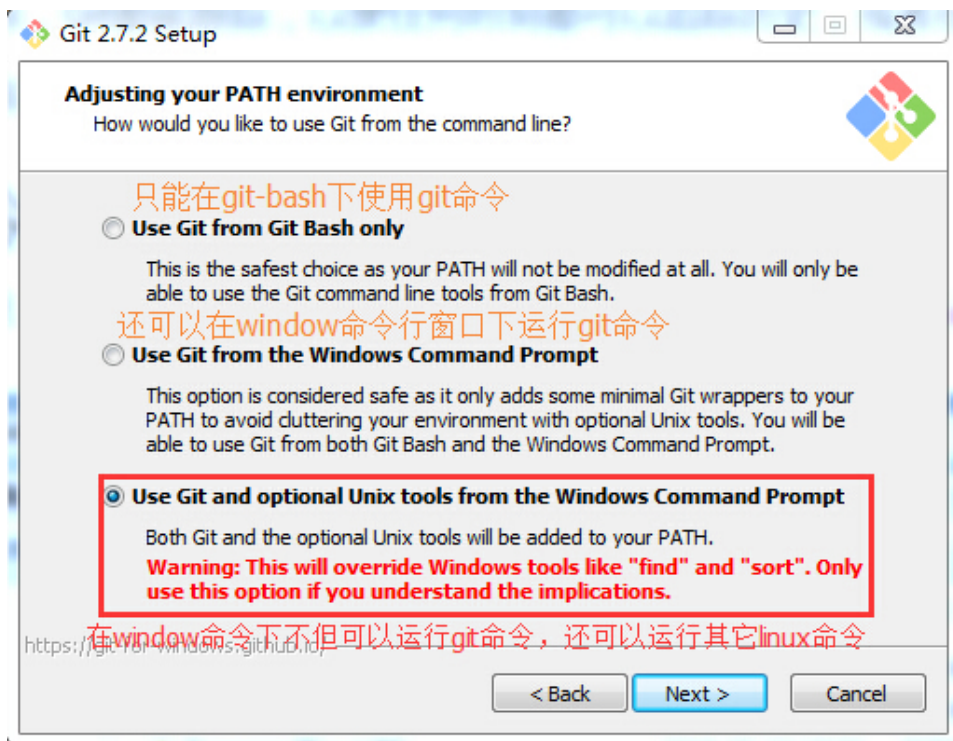 Git 2.7.2 Setup
Adjusting your PATH environment
How would you like to use Git from the command line?
只能在git-bash下使用git命令
Use Git from Git Bash only
This is the safest choice as your PATH will not be modified at all. You will only be
able to use the Git command line tools from Git Bash.
还可以在window命令行窗口下运行git命令
Use Git from the Windows Command Prompt
This option is considered safe as it only adds some minimal Git wrappers to your
PATH to avoid cluttering your environment with optional Unix tools. You will be
able to use Git from both Git Bash and the Windows Command Prompt.
Use Git and optional Unix tools from the Windows Command Prompt
Both Git and the optional Unix tools will be added to your PATH.
Warning: This will override Windows tools like "find" and "sort". Only
use this option if you understand the implications.
在window命令下不但可以运行git命令，还可以运行其它linux命令
https://git-for-windows.github.io/
< Back
Next >
Cancel